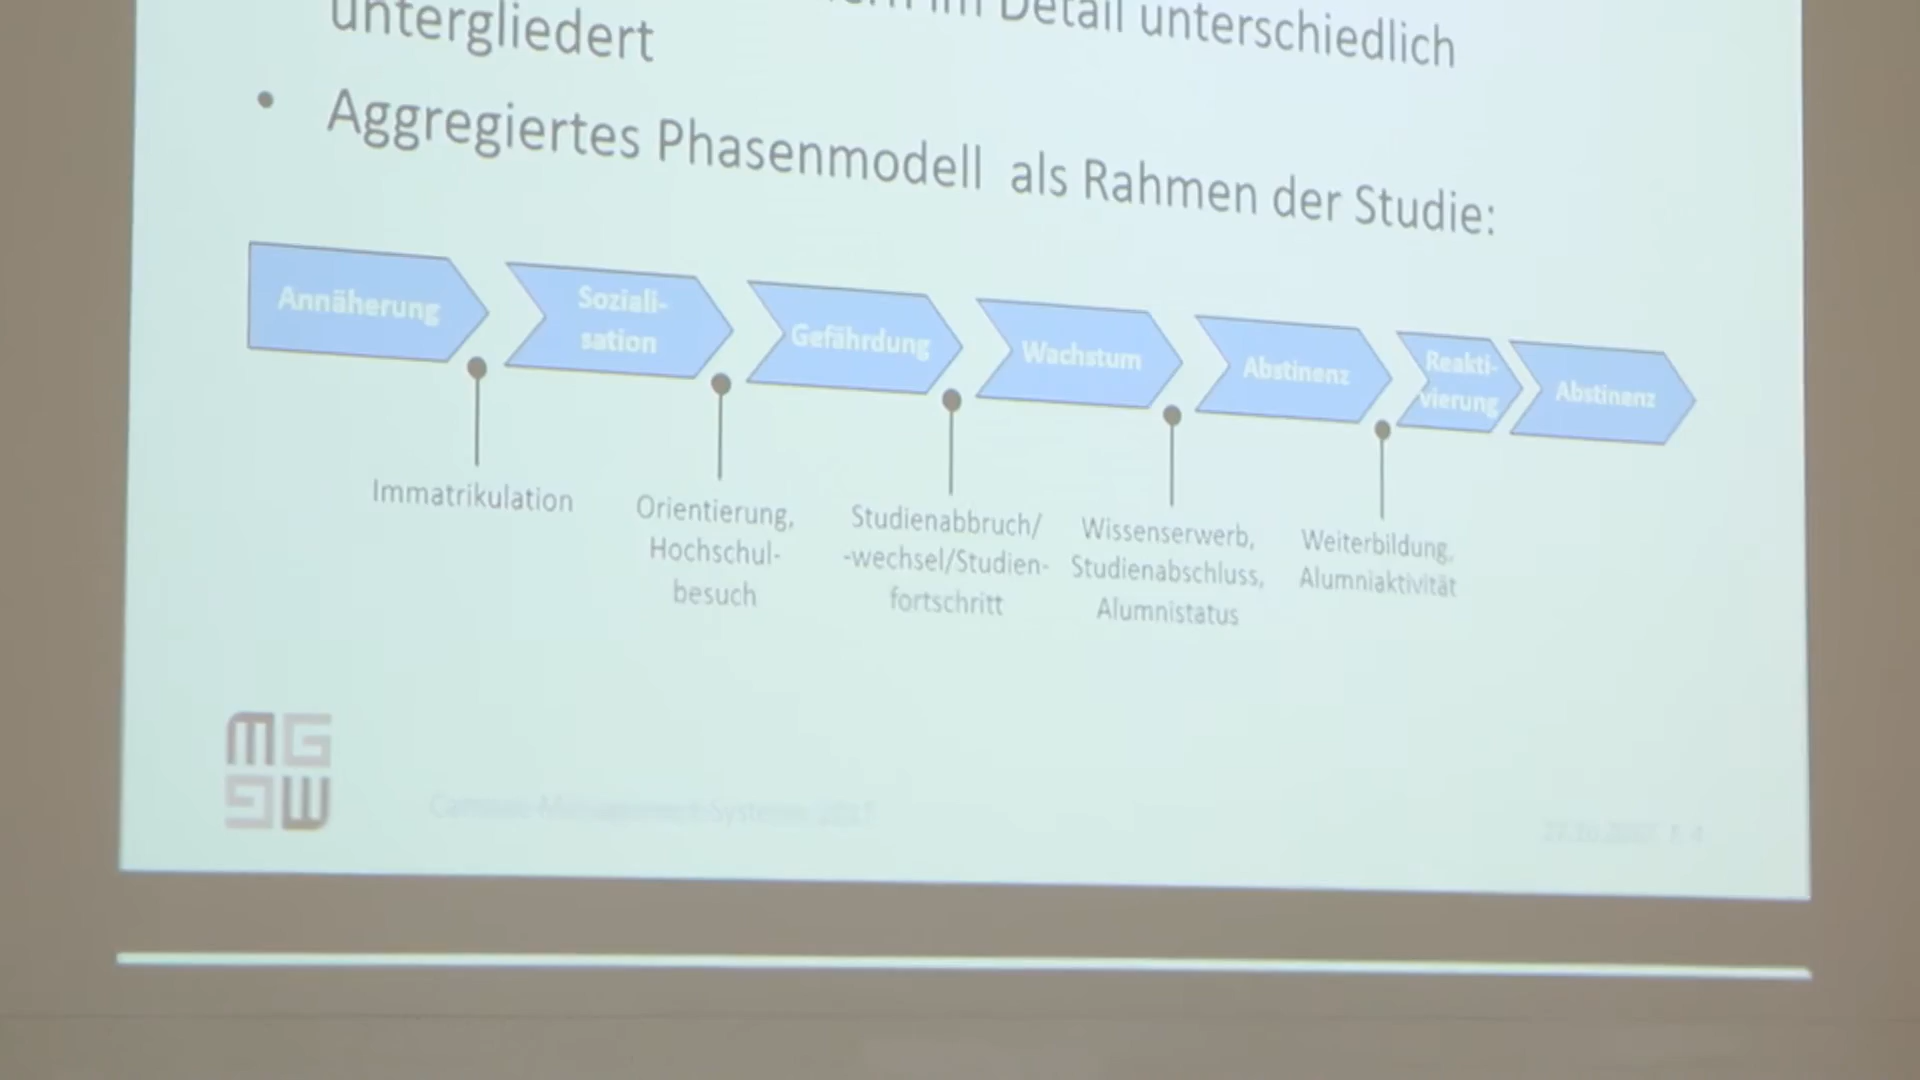 im Detail unterschiedlich
untergliedert
• Aggregiertes Phasenmodell als Rahmen der Studie:
Annäherung
Soziali-
sation
Gefährdung
Wachstum
Abstinenz
Reakti-
vierung
Abstinenz
Immatrikulation
Orientierung,
Hochschul-
besuch
Studienabbruch/
-wechsel/Studien-
fortschritt
Wissenserwerb,
Studienabschluss,
Alumnistatus
Weiterbildung,
Alumniaktivität
MG